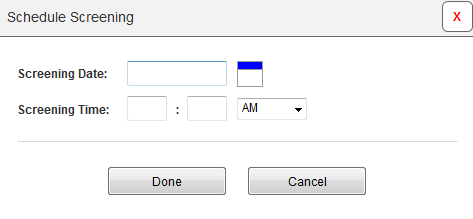 Schedule Screening X
Screening Date:
Screening Time: : AM
Done Cancel